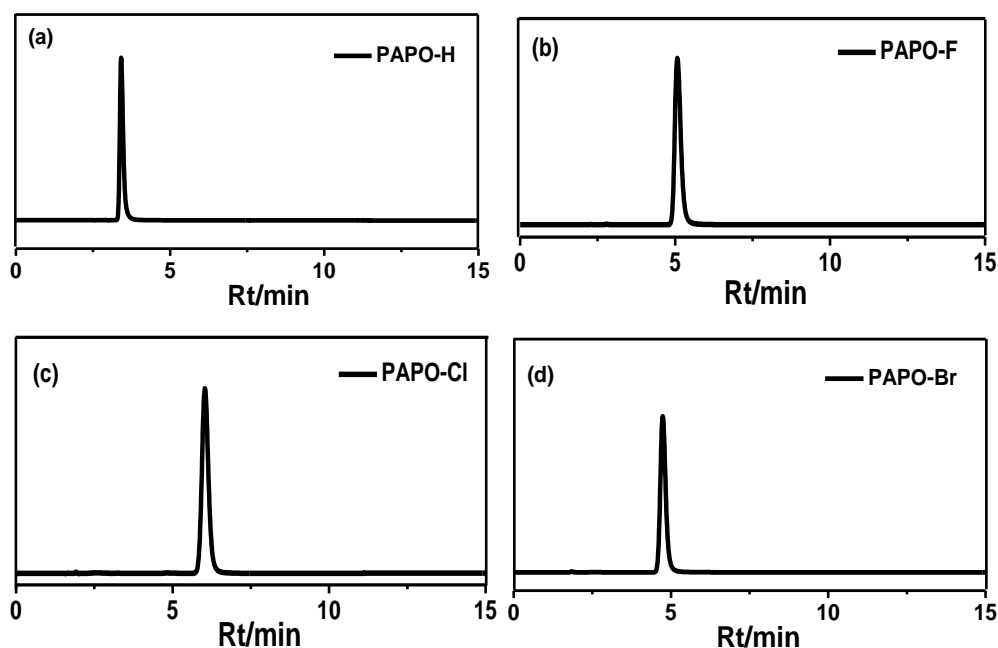 (a)
PAPO-H
0 5 10 15
Rt/min
(b)
PAPO-F
0 5 10 15
Rt/min
(c)
PAPO-Cl
0 5 10 15
Rt/min
(d)
PAPO-Br
0 5 10 15
Rt/min